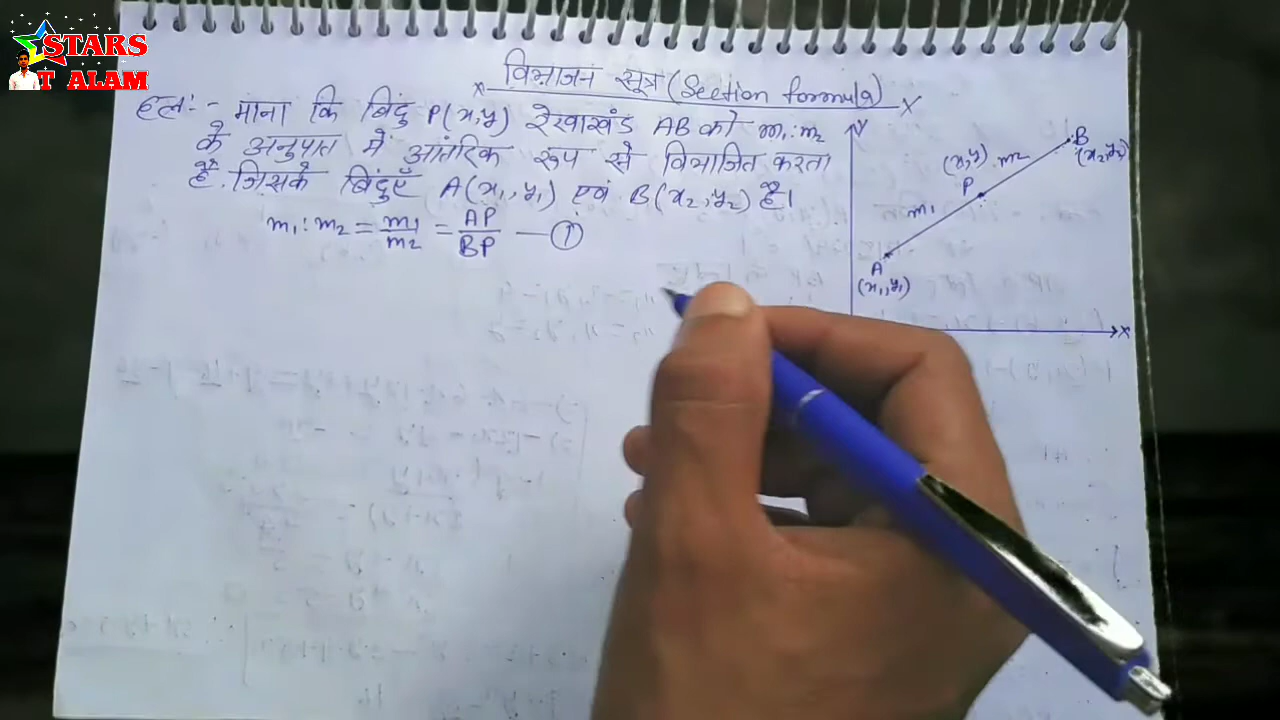 STARS
T ALAM
विभाजन सूत्र (Section formula)
हल: - माना कि बिंदु P(x,y) रेखाखंड AB को m₁:m₂
के अनुपात में आंतरिक रूप से विभाजित करता
है. जिसके बिंदुएँ A(x₁,y₁) एवं B(x₂,y₂) है।
m₁:m₂ = m₁/m₂ = AP/BP — ①
Y
B
(x₂,y₂)
(x,y) m₂
P
m₁
A
(x₁,y₁)
X